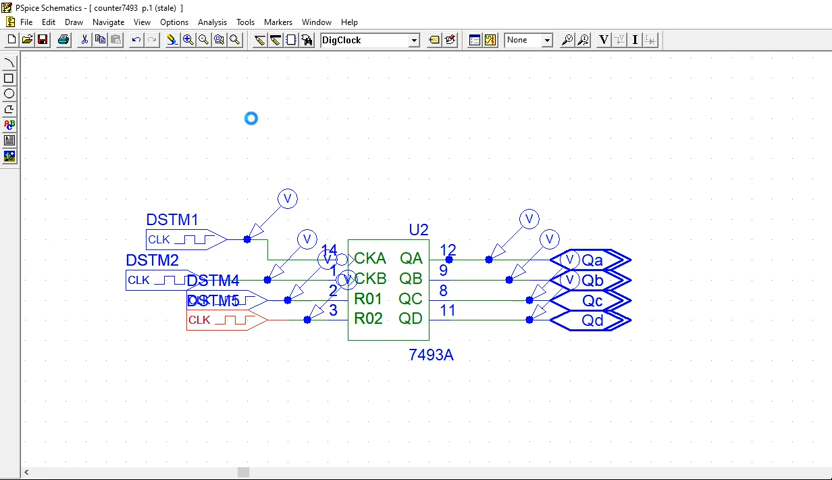 PSpice Schematics - [ counter7493 p.1 (stale) ]
File Edit Draw Navigate View Options Analysis Tools Markers Window Help
DigClock None V I
DSTM1
CLK
DSTM2
CLK
DSTM4
DSTM5
CLK
V
V
V
V
U2
14 CKA QA 12
1 CKB QB 9
2 R01 QC 8
3 R02 QD 11
7493A
V
V
V
V
Qa
Qb
Qc
Qd